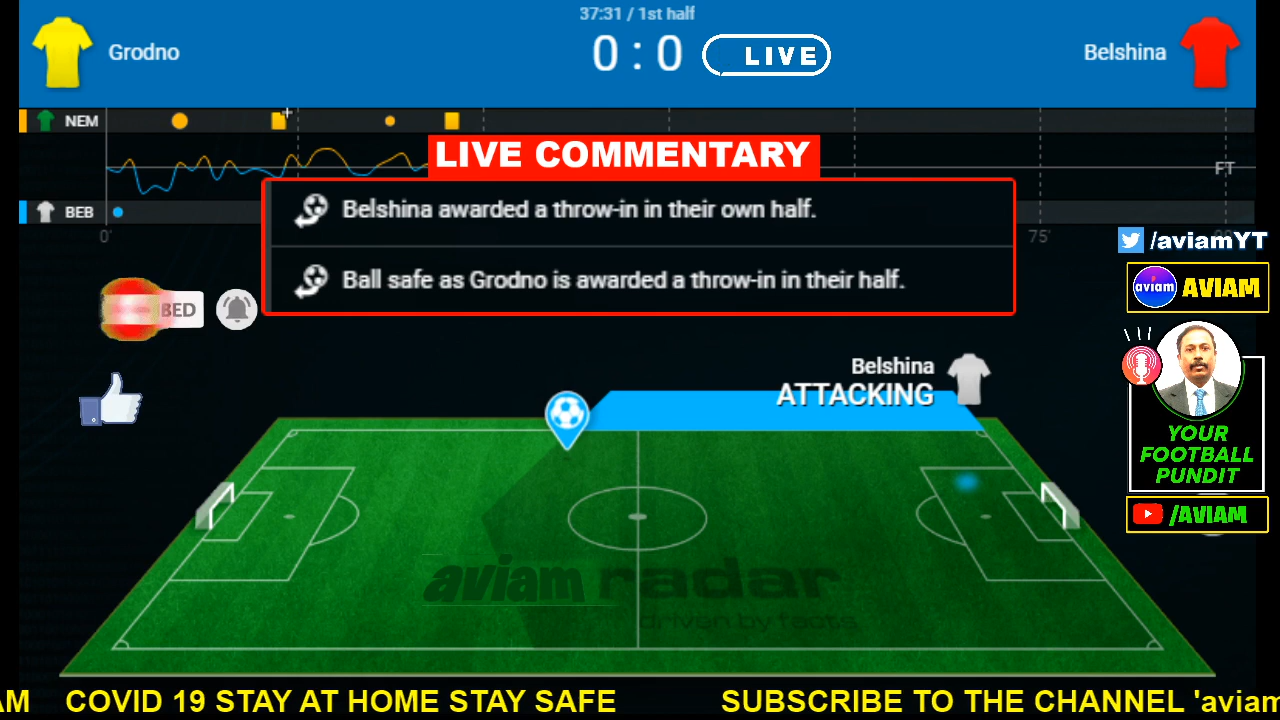 37:31 / 1st half
Grodno
0 : 0
LIVE
Belshina
NEM
LIVE COMMENTARY
FT
BEB
Belshina awarded a throw-in in their own half.
0'
75'
/aviamYT
Ball safe as Grodno is awarded a throw-in in their half.
aviam AVIAM
BED
Belshina
ATTACKING
YOUR
FOOTBALL
PUNDIT
/AVIAM
aviam radar
driven by facts
AM COVID 19 STAY AT HOME STAY SAFE SUBSCRIBE TO THE CHANNEL 'aviam